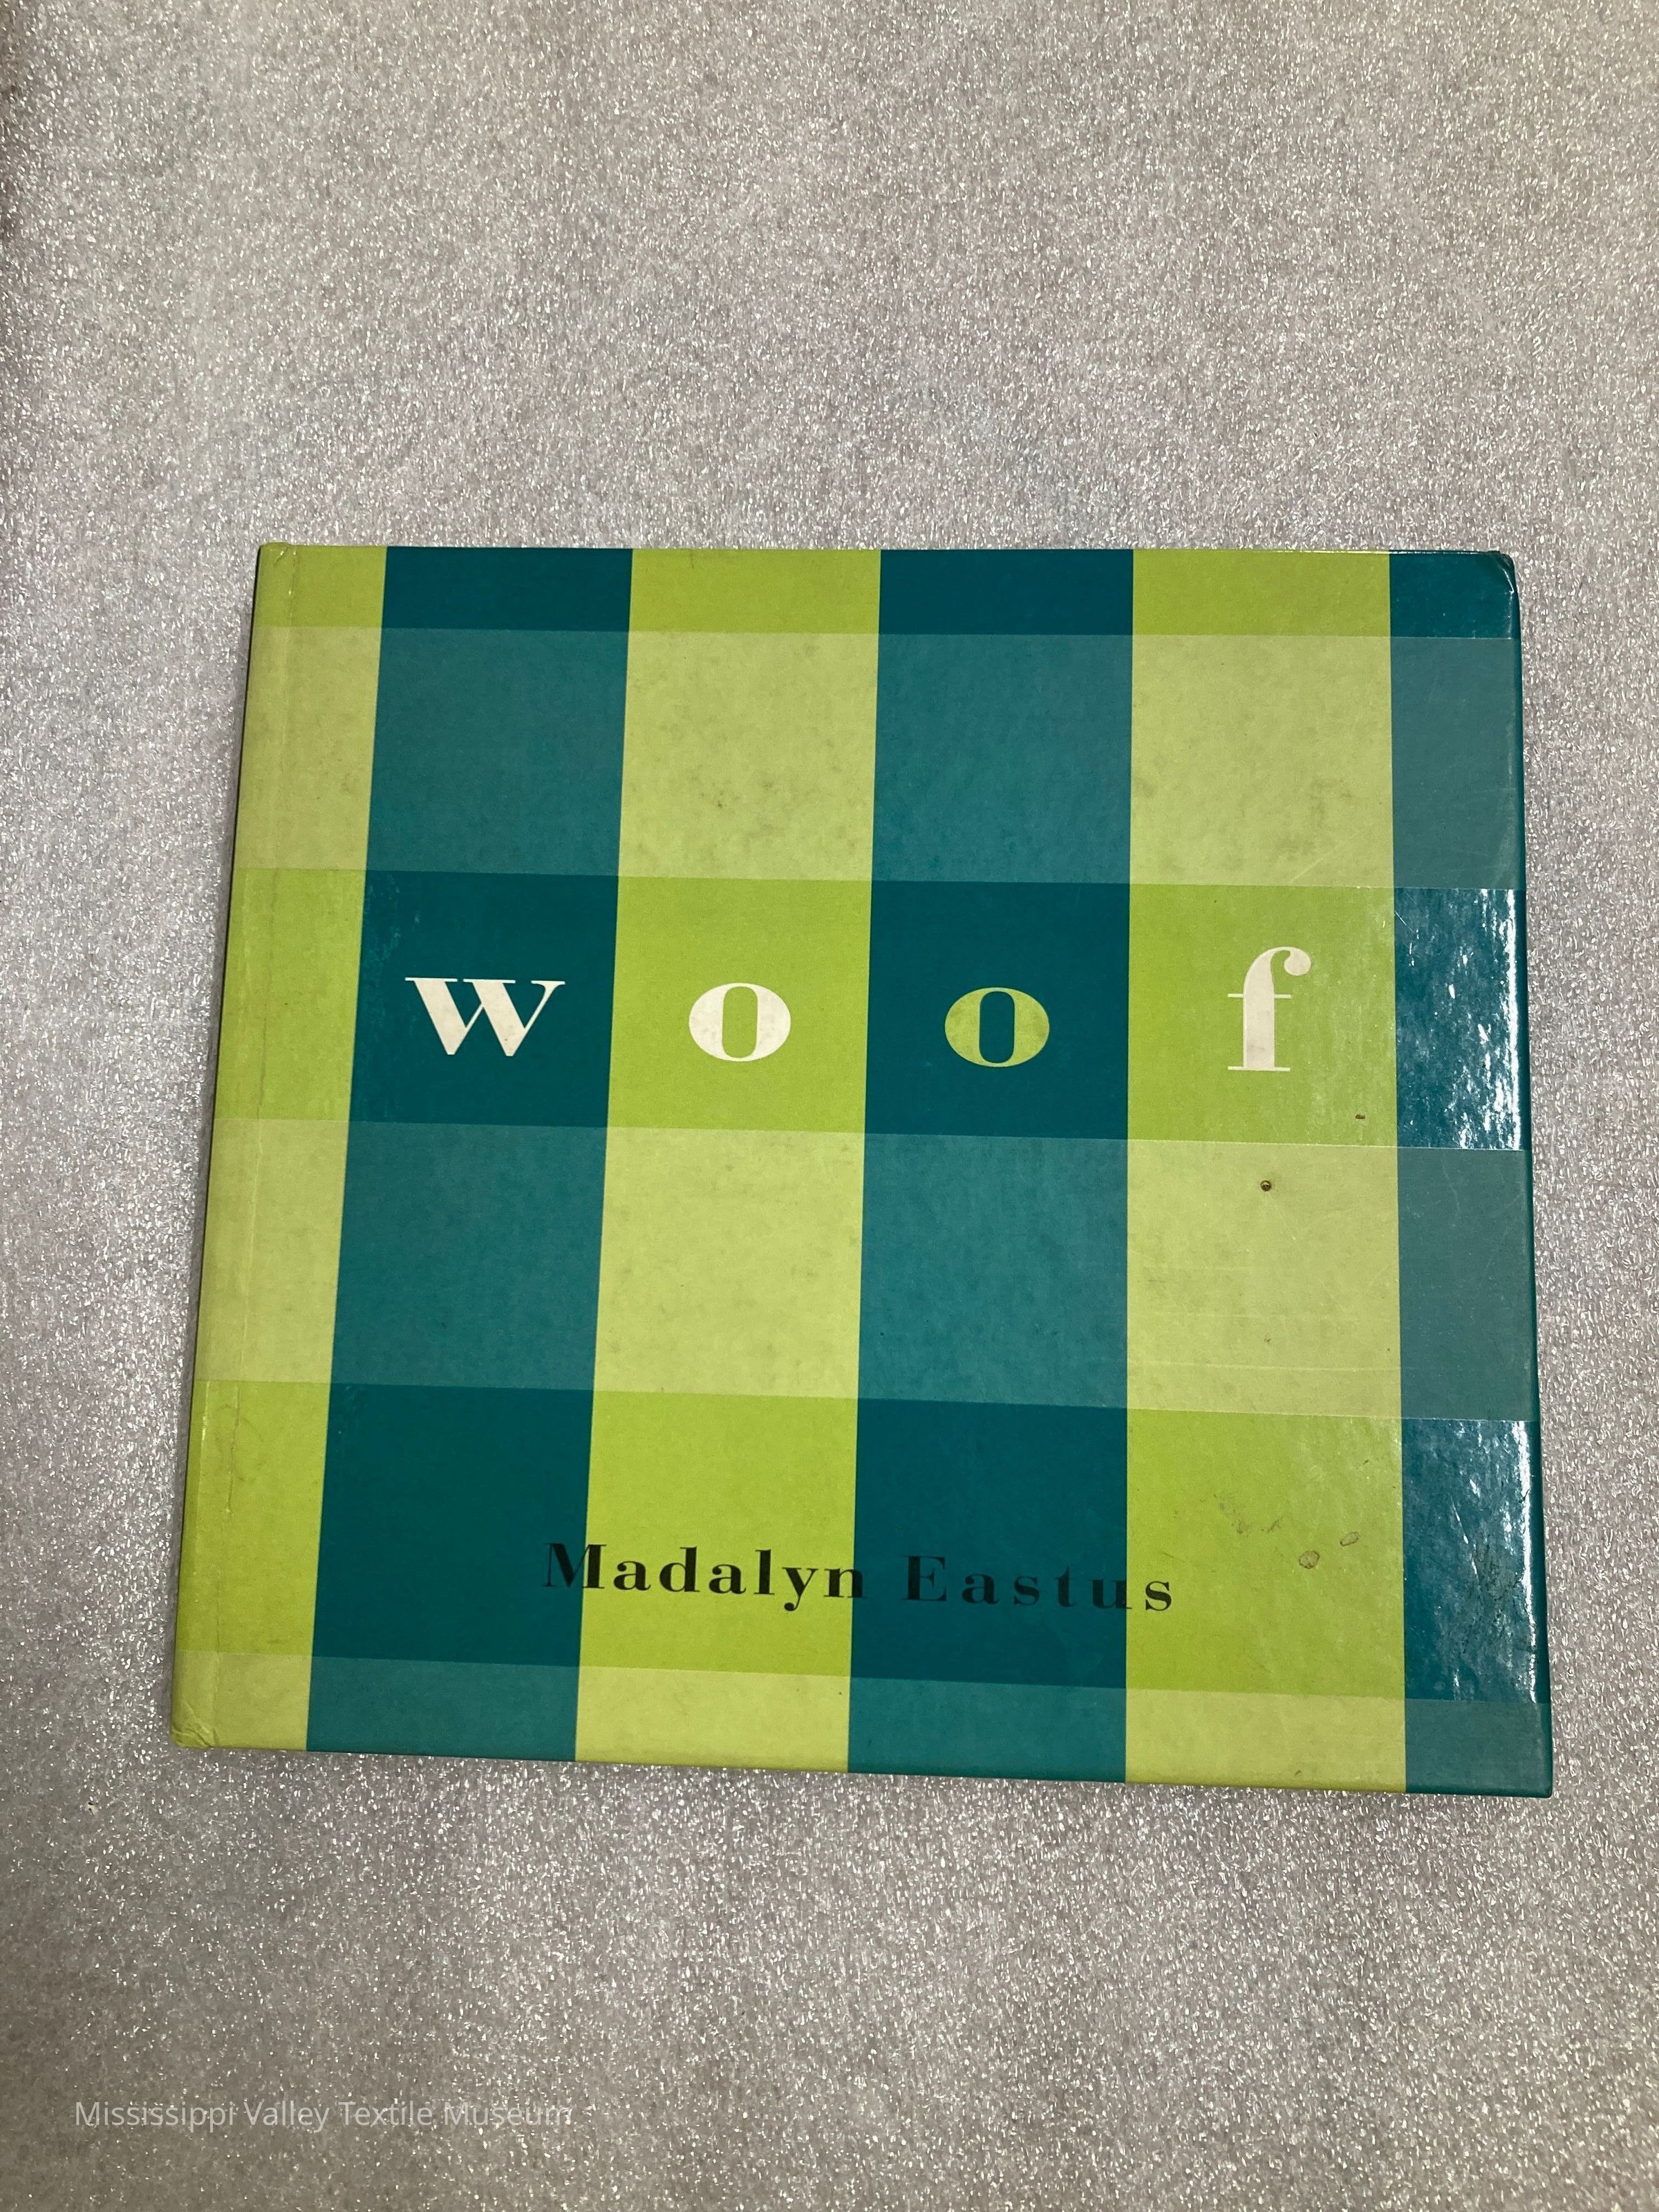 woof
Madalyn Eastus
Mississippi Valley Textile Museum